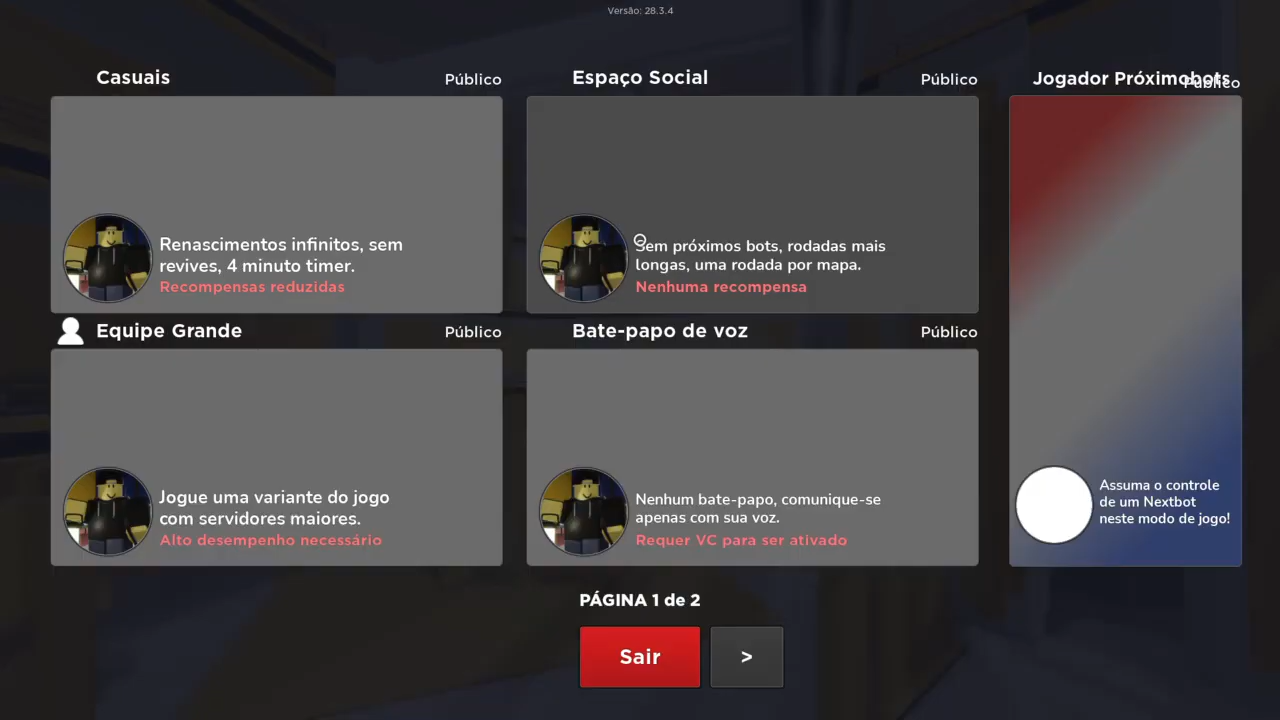 Versão: 28.3.4
Casuais
Público
Renascimentos infinitos, sem
revives, 4 minuto timer.
Recompensas reduzidas
Espaço Social
Público
Sem próximos bots, rodadas mais
longas, uma rodada por mapa.
Nenhuma recompensa
Jogador Próximobots
Público
Assuma o controle
de um Nextbot
neste modo de jogo!
Equipe Grande
Público
Jogue uma variante do jogo
com servidores maiores.
Alto desempenho necessário
Bate-papo de voz
Público
Nenhum bate-papo, comunique-se
apenas com sua voz.
Requer VC para ser ativado
PÁGINA 1 de 2
Sair
>